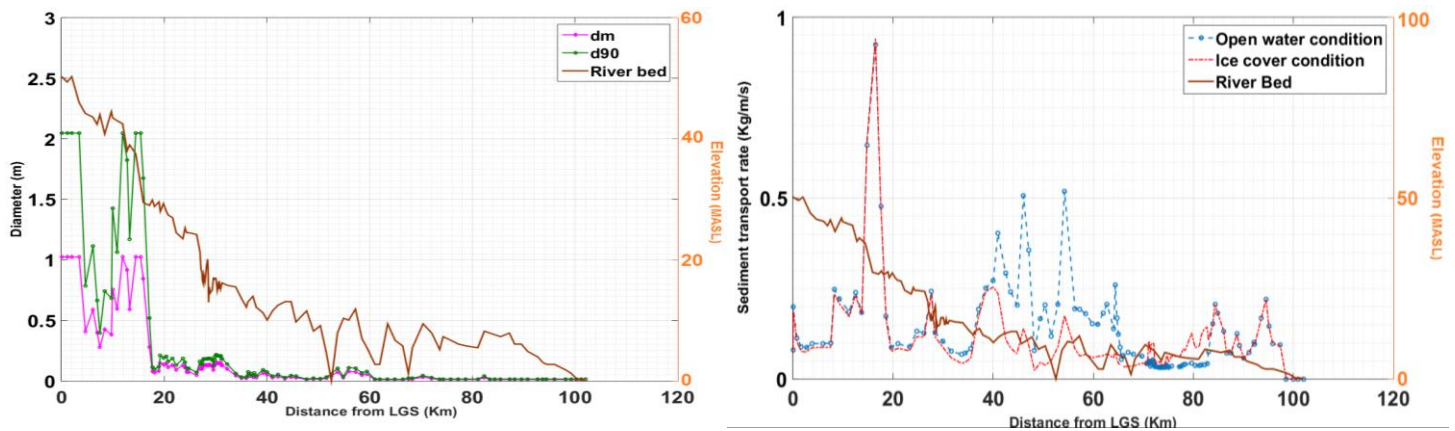 3
2.5
2
1.5
1
0.5
0
Diameter (m)
0
20
40
60
80
100
120
Distance from LGS (Km)
60
40
20
0
Elevation (MASL)
dm
d90
River bed
1
0.5
0
Sediment transport rate (Kg/m/s)
0
20
40
60
80
100
120
Distance from LGS (Km)
100
50
0
Elevation (MASL)
Open water condition
Ice cover condition
River Bed